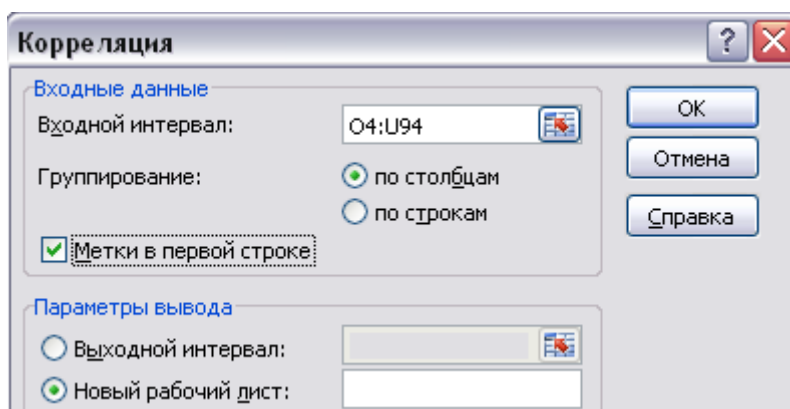 Корреляция
Входные данные
Входной интервал: O4:U94
Группирование: по столбцам
по строкам
Метки в первой строке
OK
Отмена
Справка
Параметры вывода
Выходной интервал:
Новый рабочий лист: